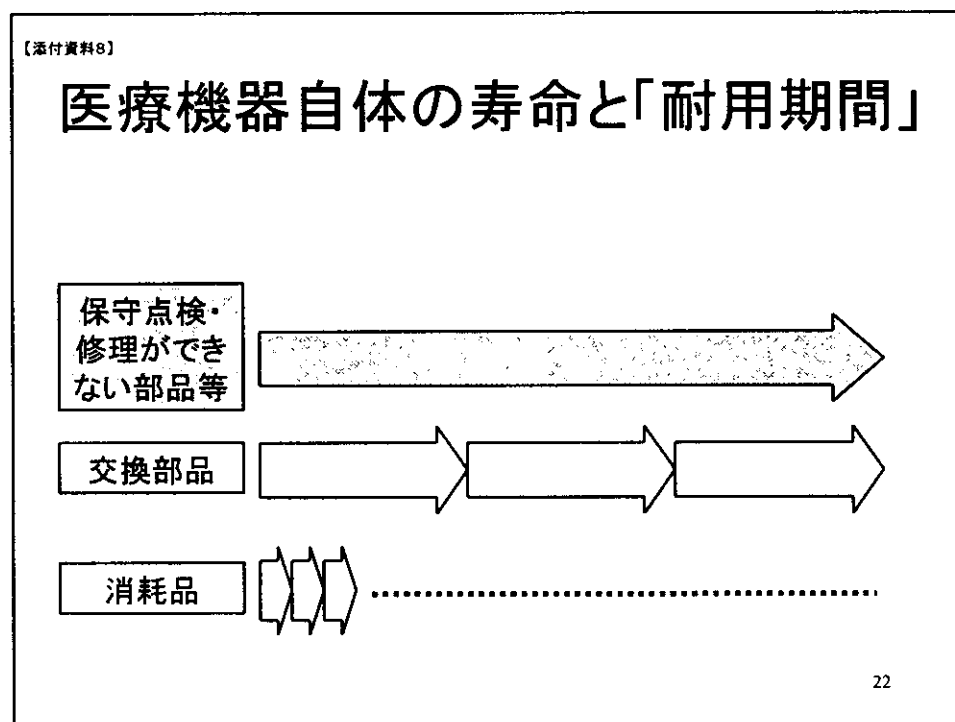 【添付資料8】
医療機器自体の寿命と「耐用期間」
保守点検・
修理ができ
ない部品等
交換部品
消耗品
22